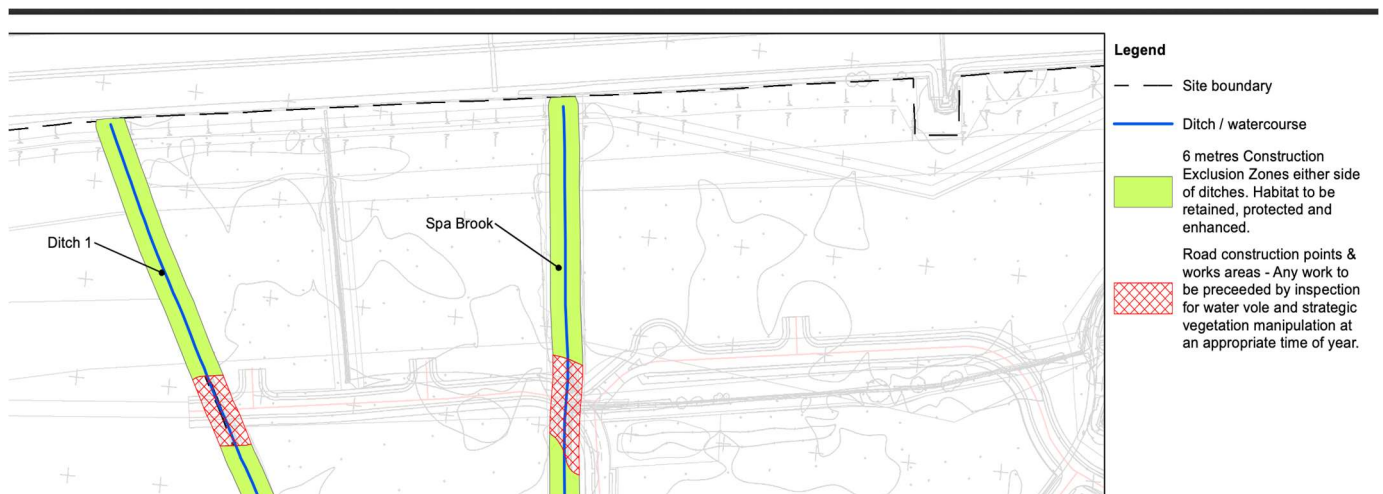 Ditch 1
Spa Brook
Legend
Site boundary
Ditch / watercourse
6 metres Construction
Exclusion Zones either side
of ditches. Habitat to be
retained, protected and
enhanced.
Road construction points &
works areas - Any work to
be preceeded by inspection
for water vole and strategic
vegetation manipulation at
an appropriate time of year.